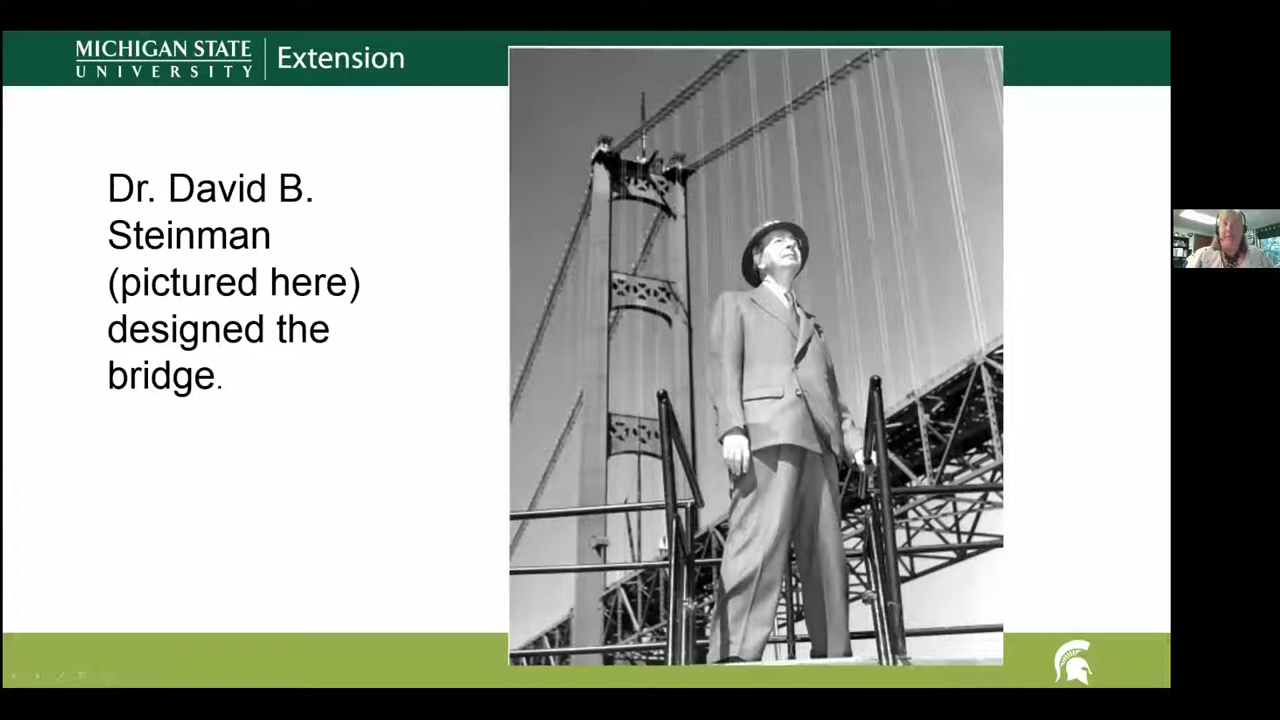 MICHIGAN STATE
UNIVERSITY
Extension
Dr. David B.
Steinman
(pictured here)
designed the
bridge.